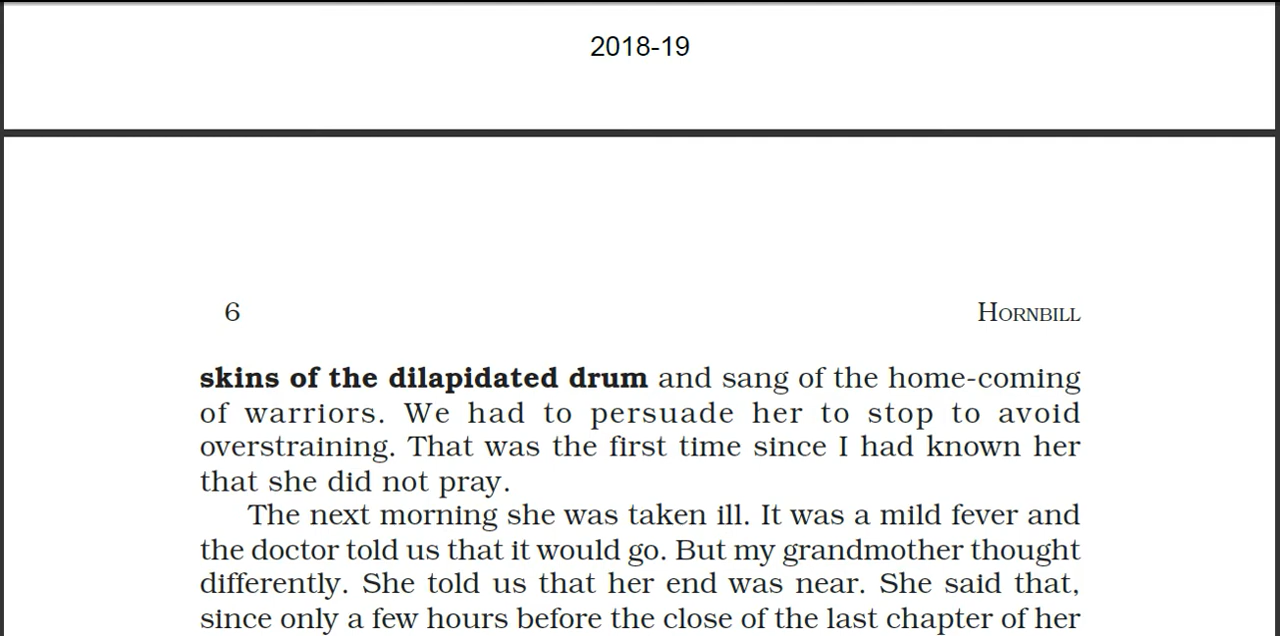 2018-19
6
HORNBILL
skins of the dilapidated drum and sang of the home-coming
of warriors. We had to persuade her to stop to avoid
overstraining. That was the first time since I had known her
that she did not pray.
The next morning she was taken ill. It was a mild fever and
the doctor told us that it would go. But my grandmother thought
differently. She told us that her end was near. She said that,
since only a few hours before the close of the last chapter of her